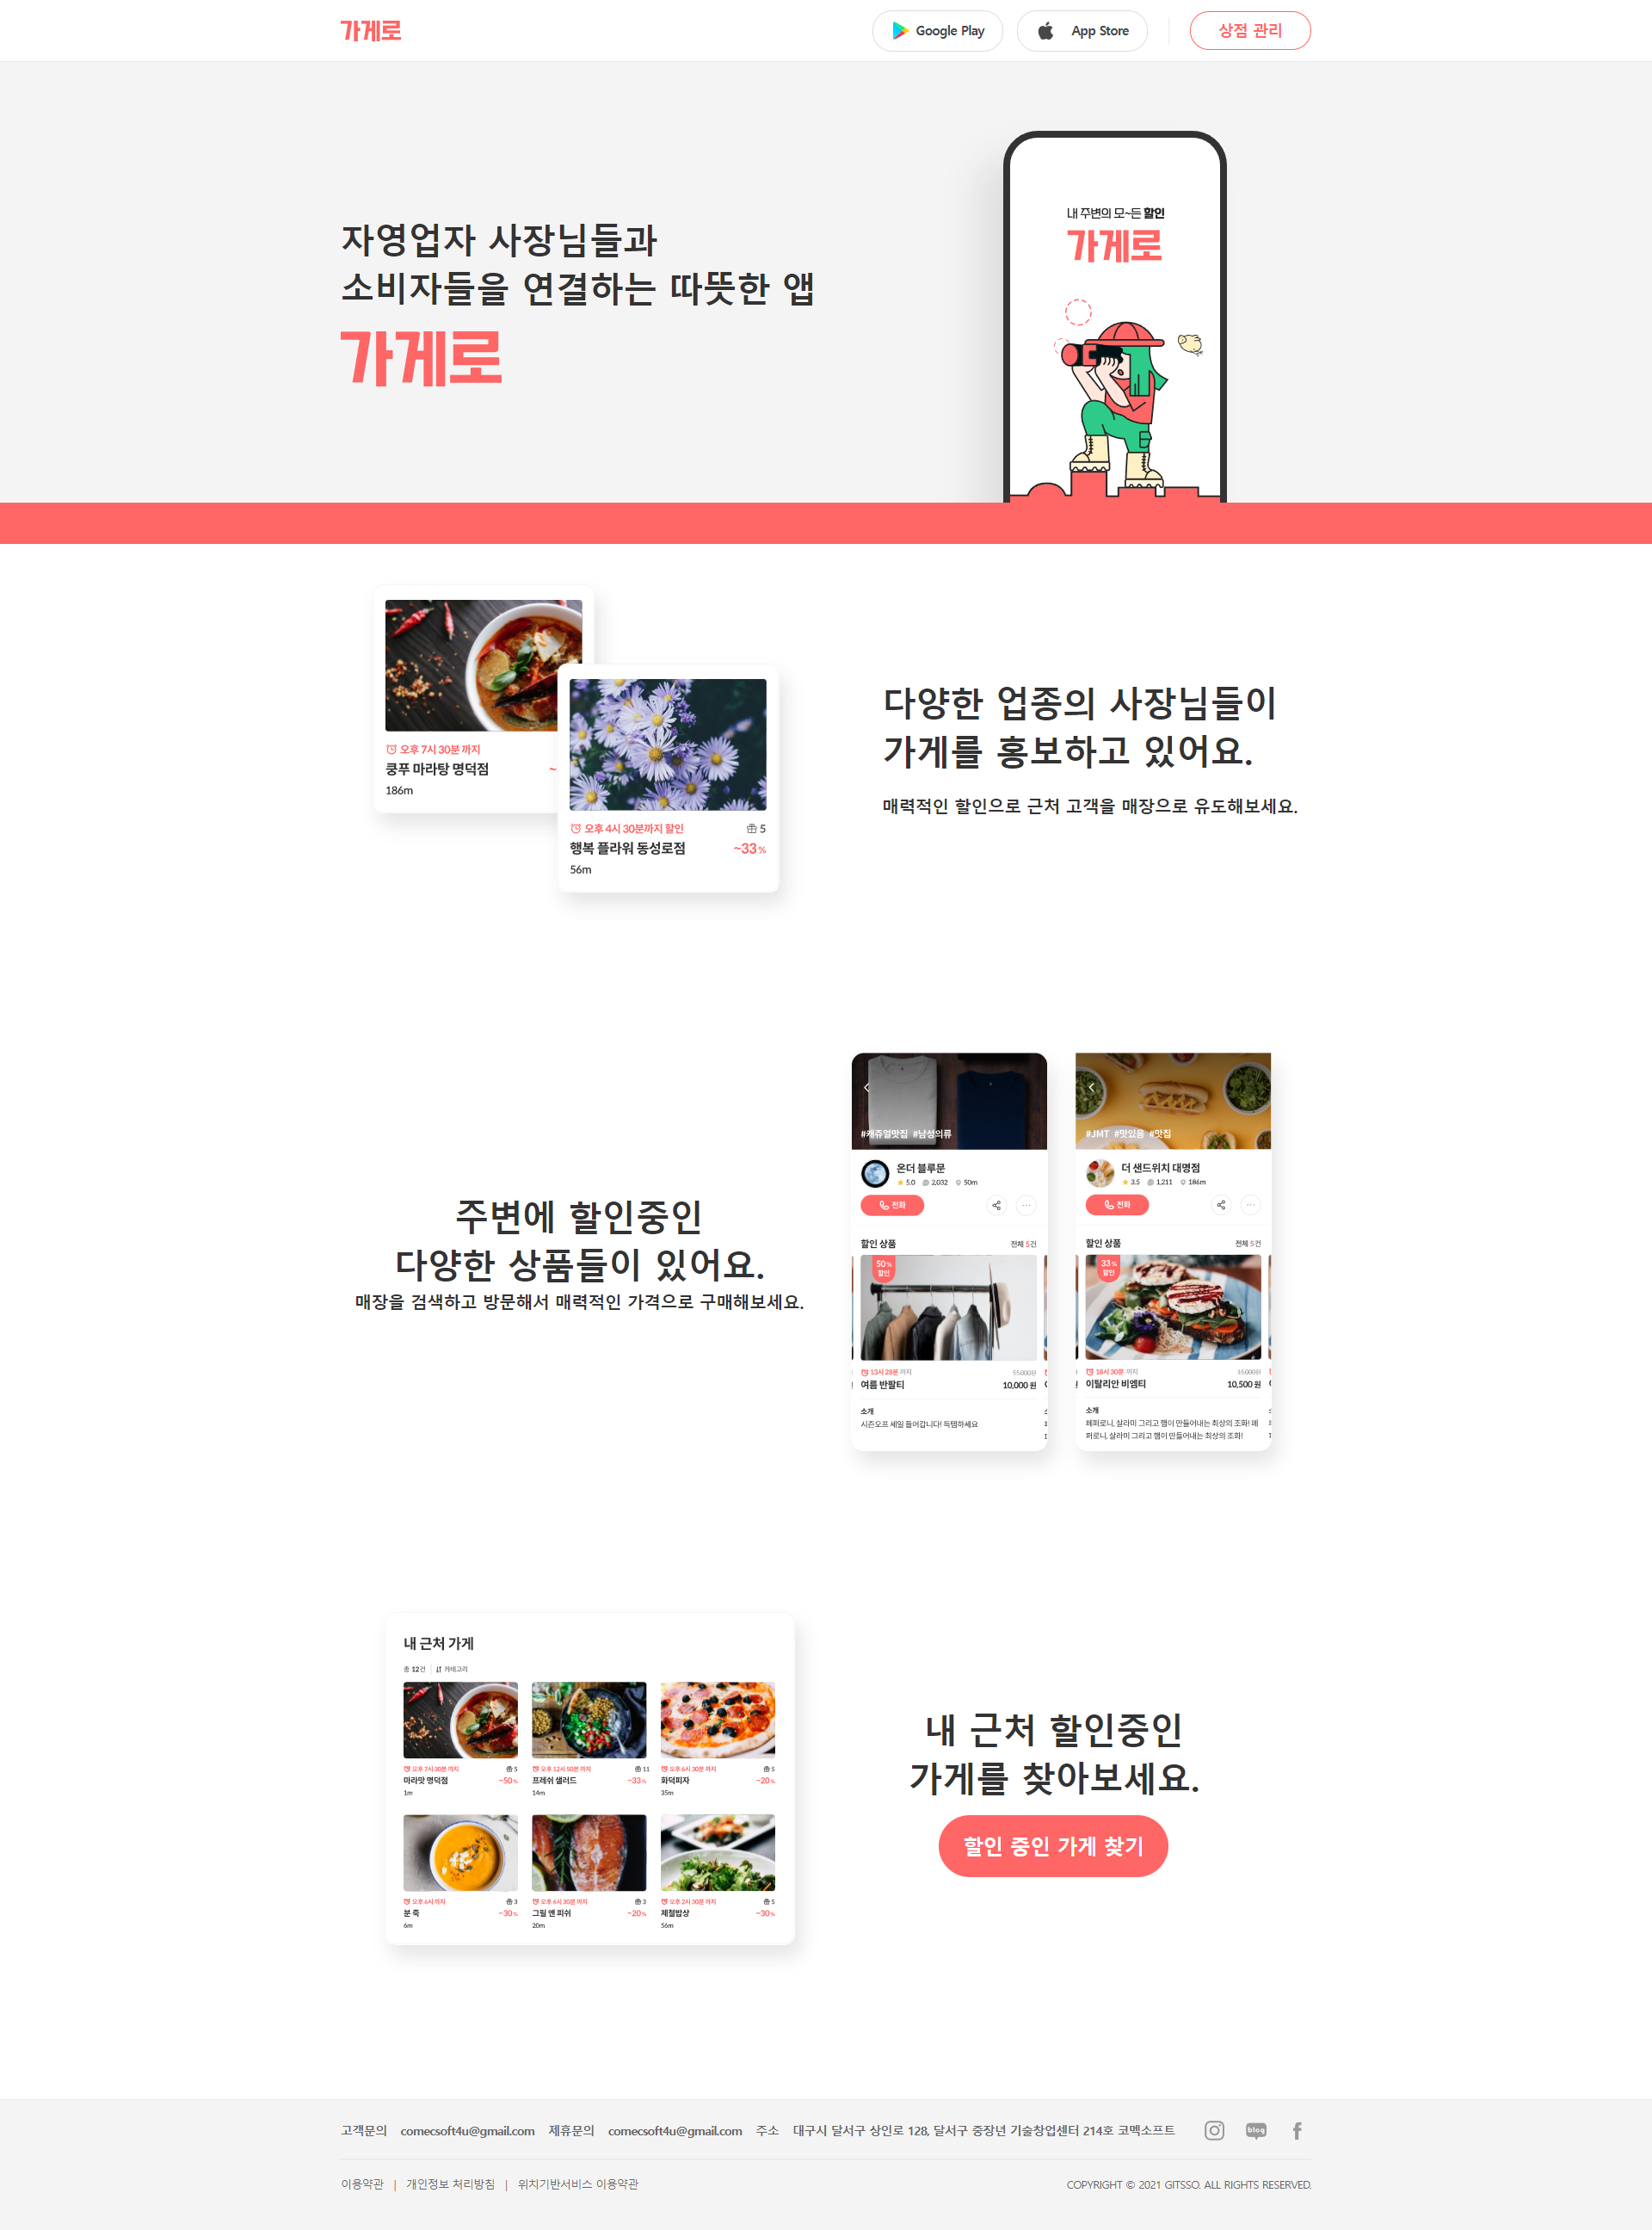 가게로
Google Play
App Store
상점 관리
자영업자 사장님들과
소비자들을 연결하는 따뜻한 앱
가게로
내 주변의 모~든 할인
가게로
오후 7시 30분 까지
쿵푸 마라탕 명덕점
~
186m
오후 4시 30분까지 할인
5
행복 플라워 동성로점
~33%
56m
다양한 업종의 사장님들이
가게를 홍보하고 있어요.
매력적인 할인으로 근처 고객을 매장으로 유도해보세요.
주변에 할인중인
다양한 상품들이 있어요.
매장을 검색하고 방문해서 매력적인 가격으로 구매해보세요.
#캐쥬얼맛집 #남성의류
온더 블루문
5.0 2,032 50m
전화
할인 상품
전체 5건
50%
할인
13시 28분 까지
55,000원
여름 반팔티
10,000 원
소개
시즌오프 세일 들어갑니다! 득템하세요
#JMT #맛있음 #맛집
더 샌드위치 대명점
3.5 1,211 186m
전화
할인 상품
전체 5건
33%
할인
18시 30분 까지
15,000원
이탈리안 비엠티
10,500 원
소개
페퍼로니, 살라미 그리고 햄이 만들어내는 최상의 조화! 페
퍼로니, 살라미 그리고 햄이 만들어내는 최상의 조화!
내 근처 가게
총 12건
카테고리
오후 7시 30분 까지
5
마라맛 명덕점
~50%
1m
오후 12시 50분 까지
11
프레쉬 샐러드
~33%
14m
오후 6시 30분 까지
5
화덕피자
~20%
35m
오후 6시 까지
3
본 죽
~30%
6m
오후 6시 30분 까지
3
그릴 앤 피쉬
~20%
20m
오후 2시 30분 까지
5
제철밥상
~30%
56m
내 근처 할인중인
가게를 찾아보세요.
할인 중인 가게 찾기
고객문의 comecsoft4u@gmail.com 제휴문의 comecsoft4u@gmail.com 주소 대구시 달서구 상인로 128, 달서구 중장년 기술창업센터 214호 코멕소프트
blog
이용약관 | 개인정보 처리방침 | 위치기반서비스 이용약관
COPYRIGHT © 2021 GITSSO. ALL RIGHTS RESERVED.